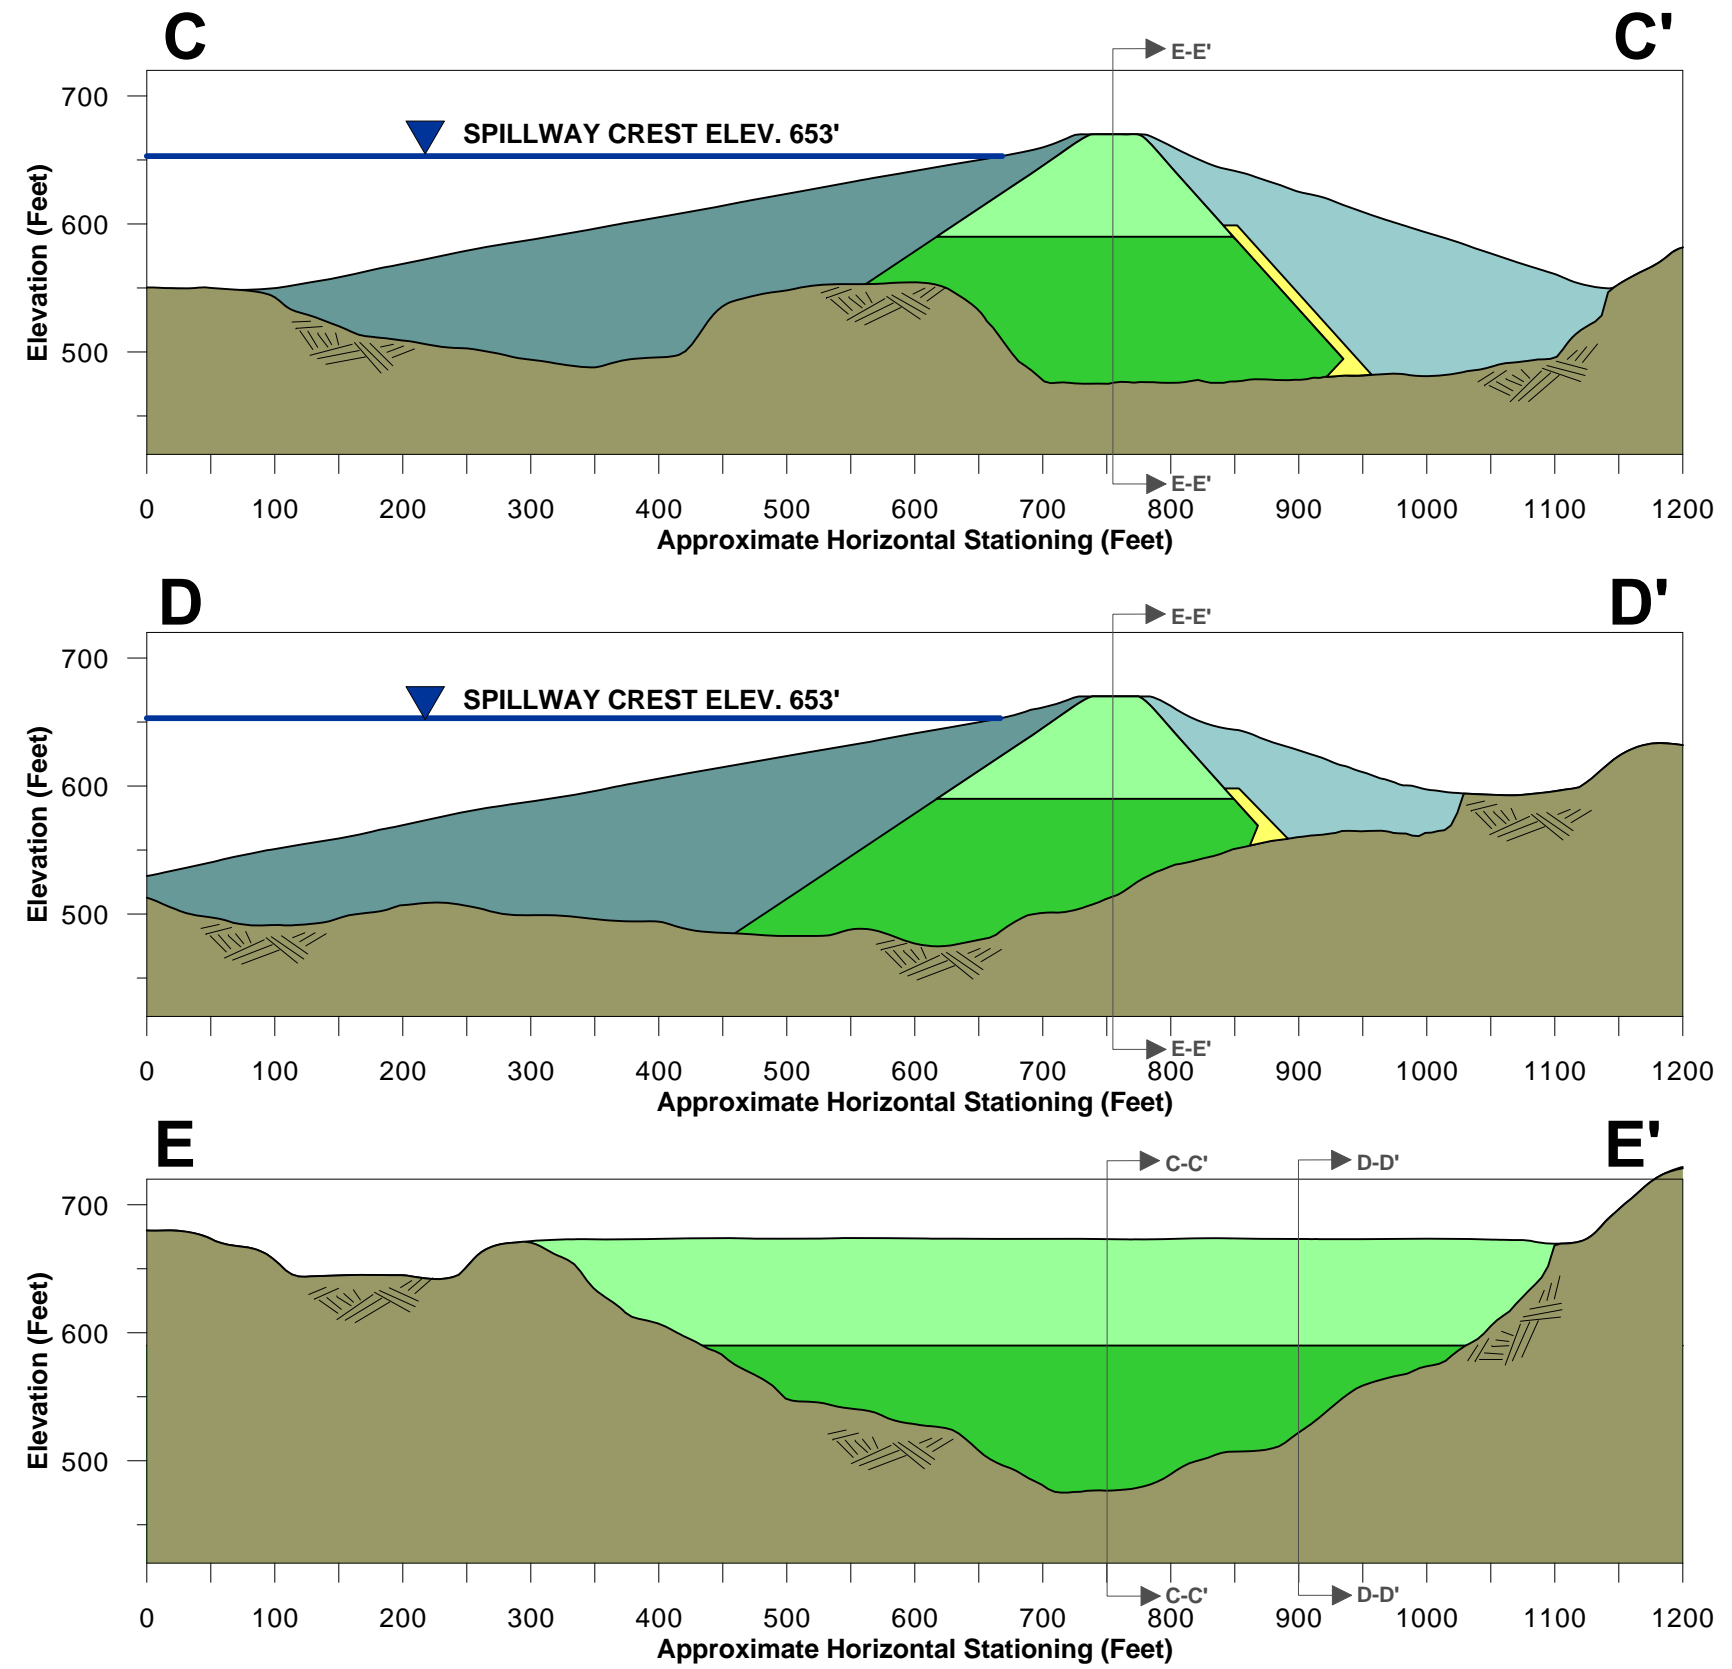 C
C'
E-E'
700
SPILLWAY CREST ELEV. 653'
600
500
Elevation (Feet)
E-E'
0 100 200 300 400 500 600 700 800 900 1000 1100 1200
Approximate Horizontal Stationing (Feet)
D
D'
E-E'
700
SPILLWAY CREST ELEV. 653'
600
500
Elevation (Feet)
E-E'
0 100 200 300 400 500 600 700 800 900 1000 1100 1200
Approximate Horizontal Stationing (Feet)
E
E'
C-C' D-D'
700
600
500
Elevation (Feet)
C-C' D-D'
0 100 200 300 400 500 600 700 800 900 1000 1100 1200
Approximate Horizontal Stationing (Feet)